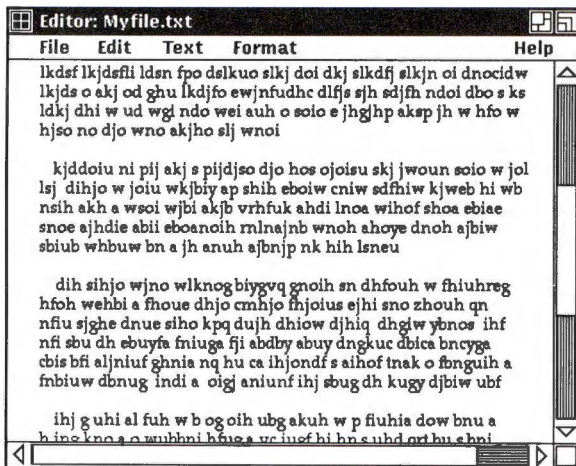 Editor: Myfile.txt
File Edit Text Format Help
lkdsf lkjdsfli ldsn fpo dslkuo slkj doi dkj slkdfj slkjn oi dnocidw
lkjds o akj od ghu lkdjfo ewjnfudhc dlfjs sjh sdjfh ndoi dbo s ks
ldkj dhi w ud wgi ndo wei auh o soio e jhgjhp aksp jh w hfo w
hjso no djo wno akjho slj wnoi
kjddoiu ni pij akj s pijdjso djo hos ojoisu skj jwoun soio w jol
lsj dihjo w joiu wkjbiy ap shih eboiw cniw sdfhiw kjweb hi wb
nsih akh a wsoi wjbi akjb vrhfuk ahdi lnoa wihof shoa ebiae
snoe ajhdie abii eboanoih mlnajnb wnoh ahoye dnoh ajbiw
sbiub whbuw bn a jh anuh ajbnjp nk hih lsneu
dih sihjo wjno wlknog biygvq gnoih sn dhfouh w fhiuhreg
hfoh wehbi a fhoue dhjo cmhjo fhjoius ejhi sno zhouh qn
nfiu sjghe dnue siho kpq dujh dhiow djhiq dhgiw ybnos ihf
nfi sbu dh ebuyfa fniuga fji abdby abuy dngkuc dbica bncyga
cbis bfi aljniuf ghnia nq hu ca ihjondf s aihof tnak o fbnguih a
fnbiuw dbnug indi a oigj aniunf ihj sbug dh kugy djbiw ubf
ihj g uhi al fuh w b og oih ubg akuh w p fiuhia dow bnu a